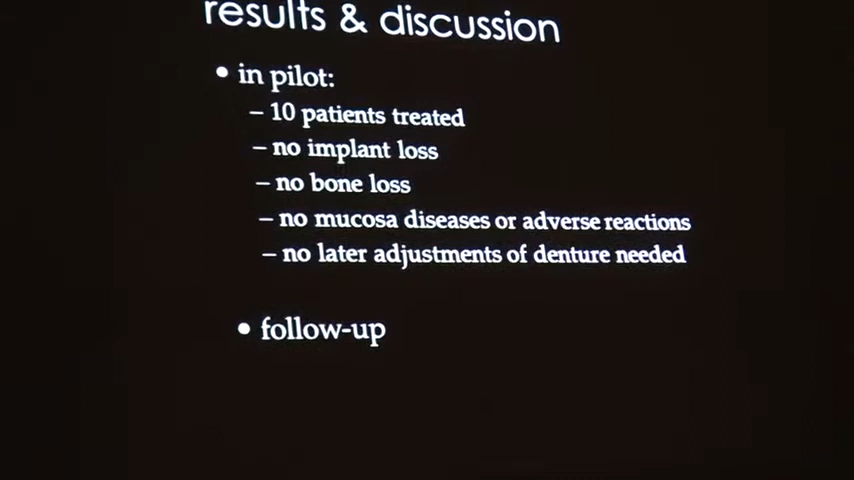 results & discussion
• in pilot:
– 10 patients treated
– no implant loss
– no bone loss
– no mucosa diseases or adverse reactions
– no later adjustments of denture needed
• follow-up